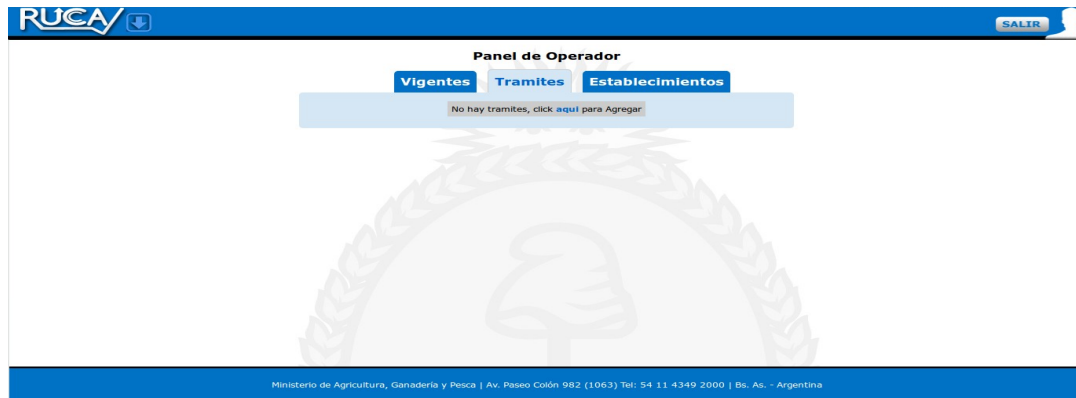 RUCA
SALIR
Panel de Operador
Vigentes Tramites Establecimientos
No hay tramites, click aquí para Agregar
Ministerio de Agricultura, Ganadería y Pesca | Av. Paseo Colón 982 (1063) Tel: 54 11 4349 2000 | Bs. As. - Argentina